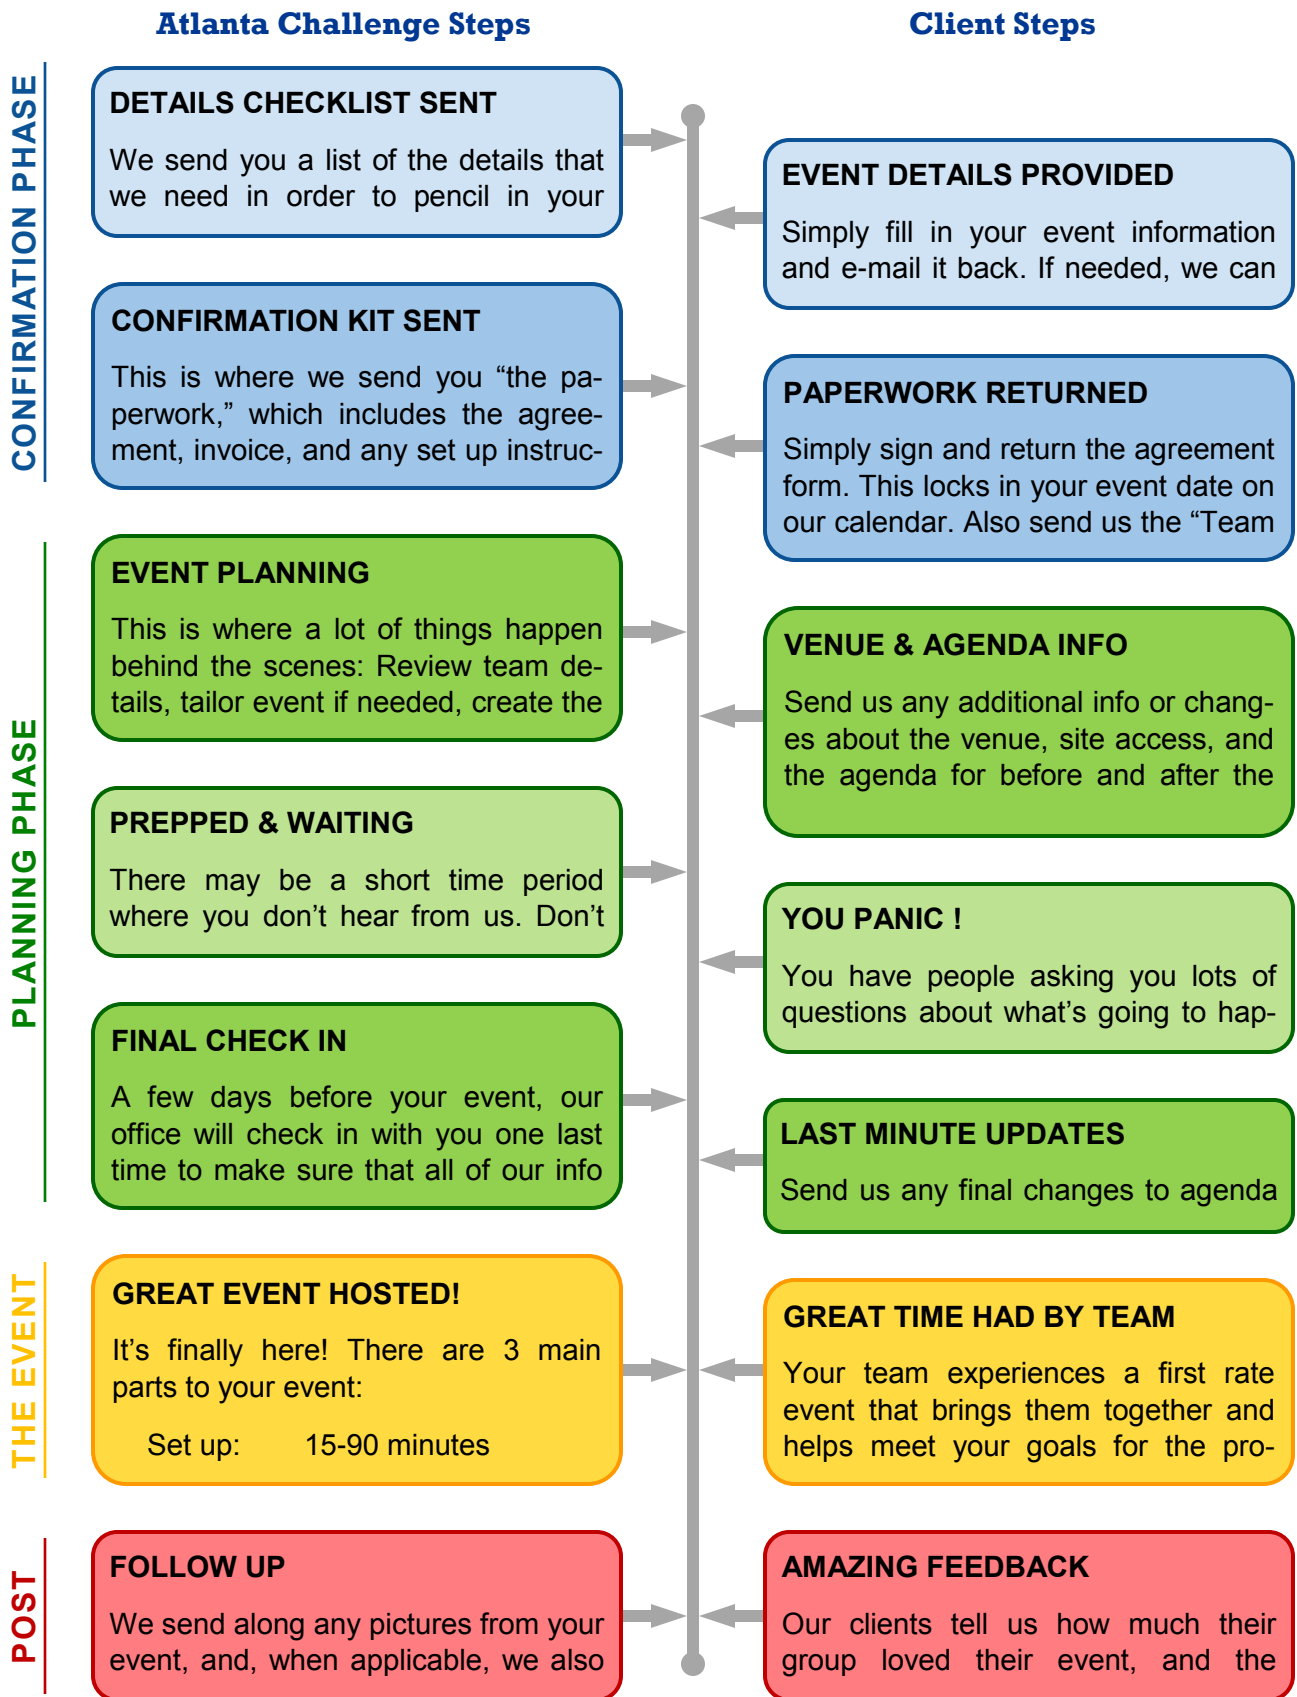 Atlanta Challenge Steps
Client Steps
CONFIRMATION PHASE
DETAILS CHECKLIST SENT
We send you a list of the details that
we need in order to pencil in your
EVENT DETAILS PROVIDED
Simply fill in your event information
and e-mail it back. If needed, we can
CONFIRMATION KIT SENT
This is where we send you “the pa-
perwork,” which includes the agree-
ment, invoice, and any set up instruc-
PAPERWORK RETURNED
Simply sign and return the agreement
form. This locks in your event date on
our calendar. Also send us the “Team
PLANNING PHASE
EVENT PLANNING
This is where a lot of things happen
behind the scenes: Review team de-
tails, tailor event if needed, create the
VENUE & AGENDA INFO
Send us any additional info or chang-
es about the venue, site access, and
the agenda for before and after the
PREPPED & WAITING
There may be a short time period
where you don’t hear from us. Don’t
YOU PANIC !
You have people asking you lots of
questions about what’s going to hap-
FINAL CHECK IN
A few days before your event, our
office will check in with you one last
time to make sure that all of our info
LAST MINUTE UPDATES
Send us any final changes to agenda
THE EVENT
GREAT EVENT HOSTED!
It’s finally here! There are 3 main
parts to your event:
Set up: 15-90 minutes
GREAT TIME HAD BY TEAM
Your team experiences a first rate
event that brings them together and
helps meet your goals for the pro-
POST
FOLLOW UP
We send along any pictures from your
event, and, when applicable, we also
AMAZING FEEDBACK
Our clients tell us how much their
group loved their event, and the